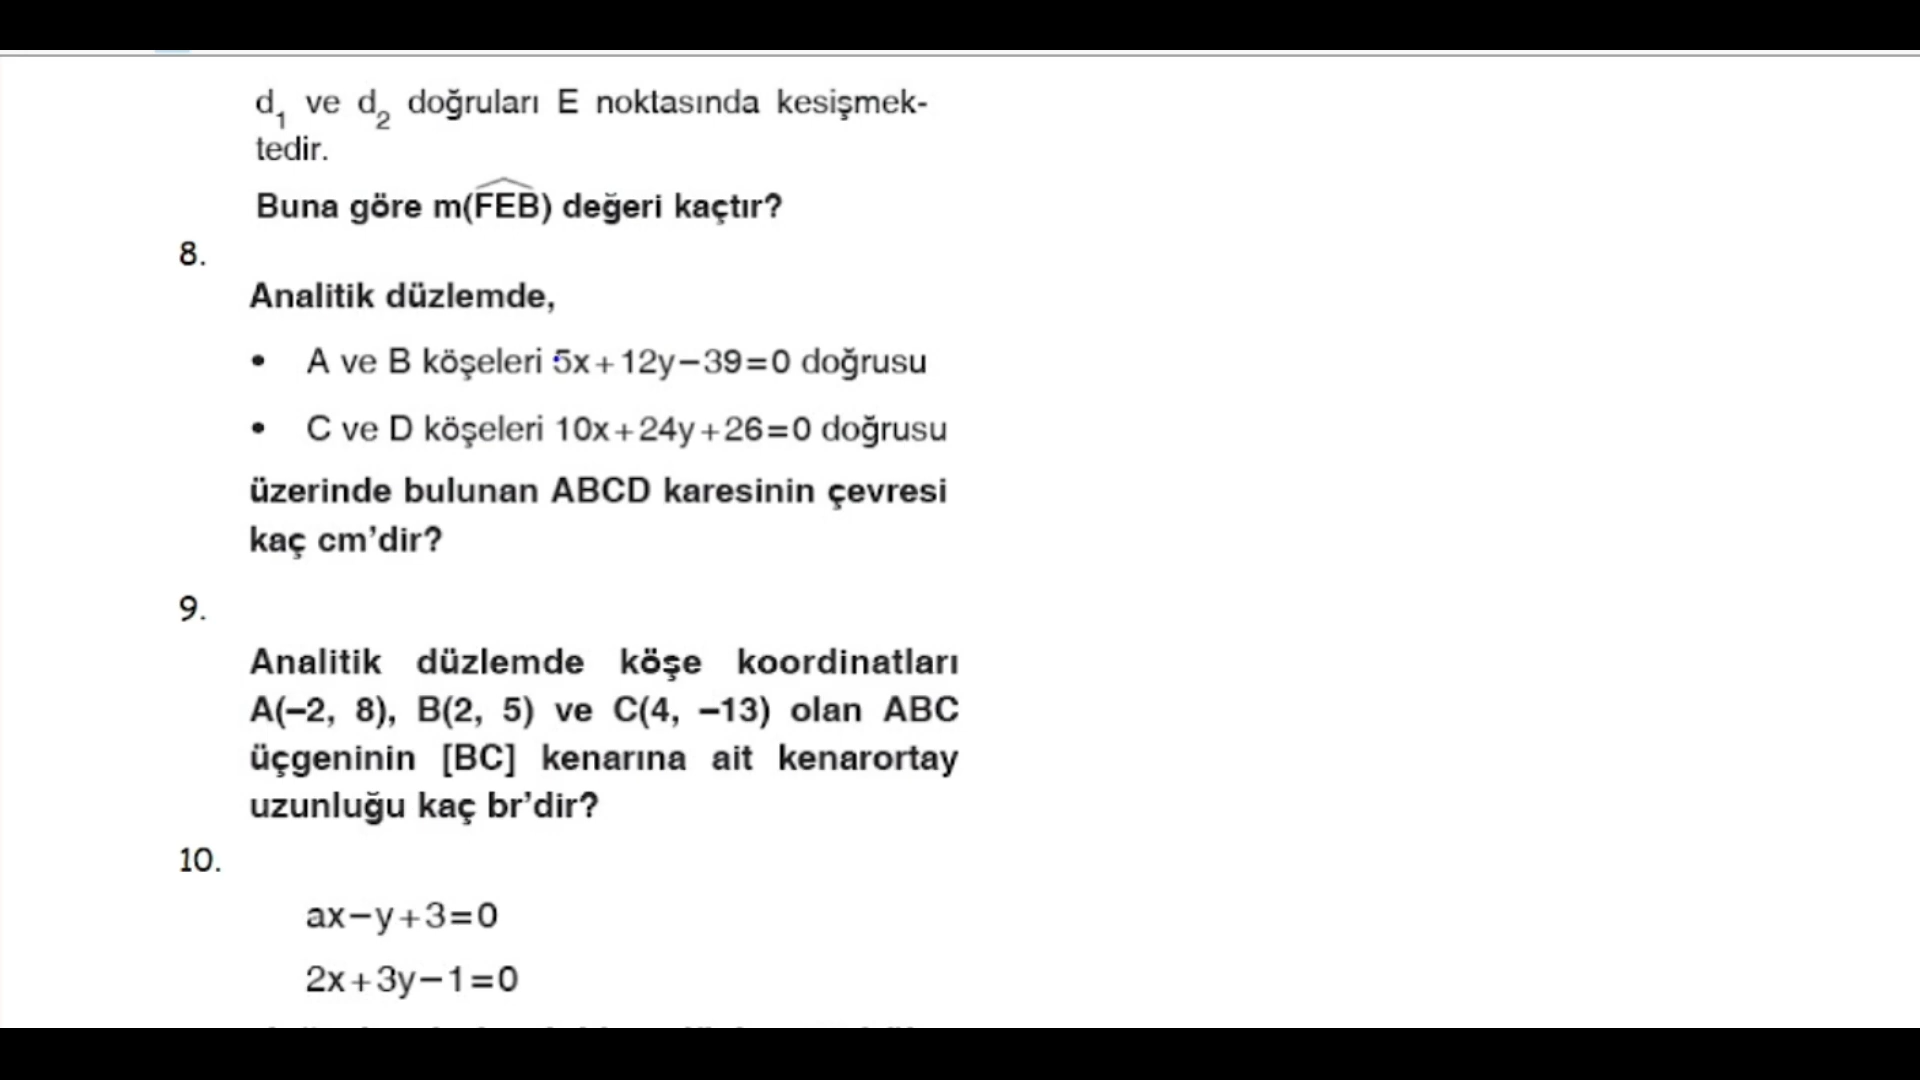 d₁ ve d₂ doğruları E noktasında kesişmek-
tedir.
Buna göre m(FEB) değeri kaçtır?
8.
Analitik düzlemde,
• A ve B köşeleri 5x+12y−39=0 doğrusu
• C ve D köşeleri 10x+24y+26=0 doğrusu
üzerinde bulunan ABCD karesinin çevresi
kaç cm’dir?
9.
Analitik düzlemde köşe koordinatları
A(−2, 8), B(2, 5) ve C(4, −13) olan ABC
üçgeninin [BC] kenarına ait kenarortay
uzunluğu kaç br’dir?
10.
ax−y+3=0
2x+3y−1=0